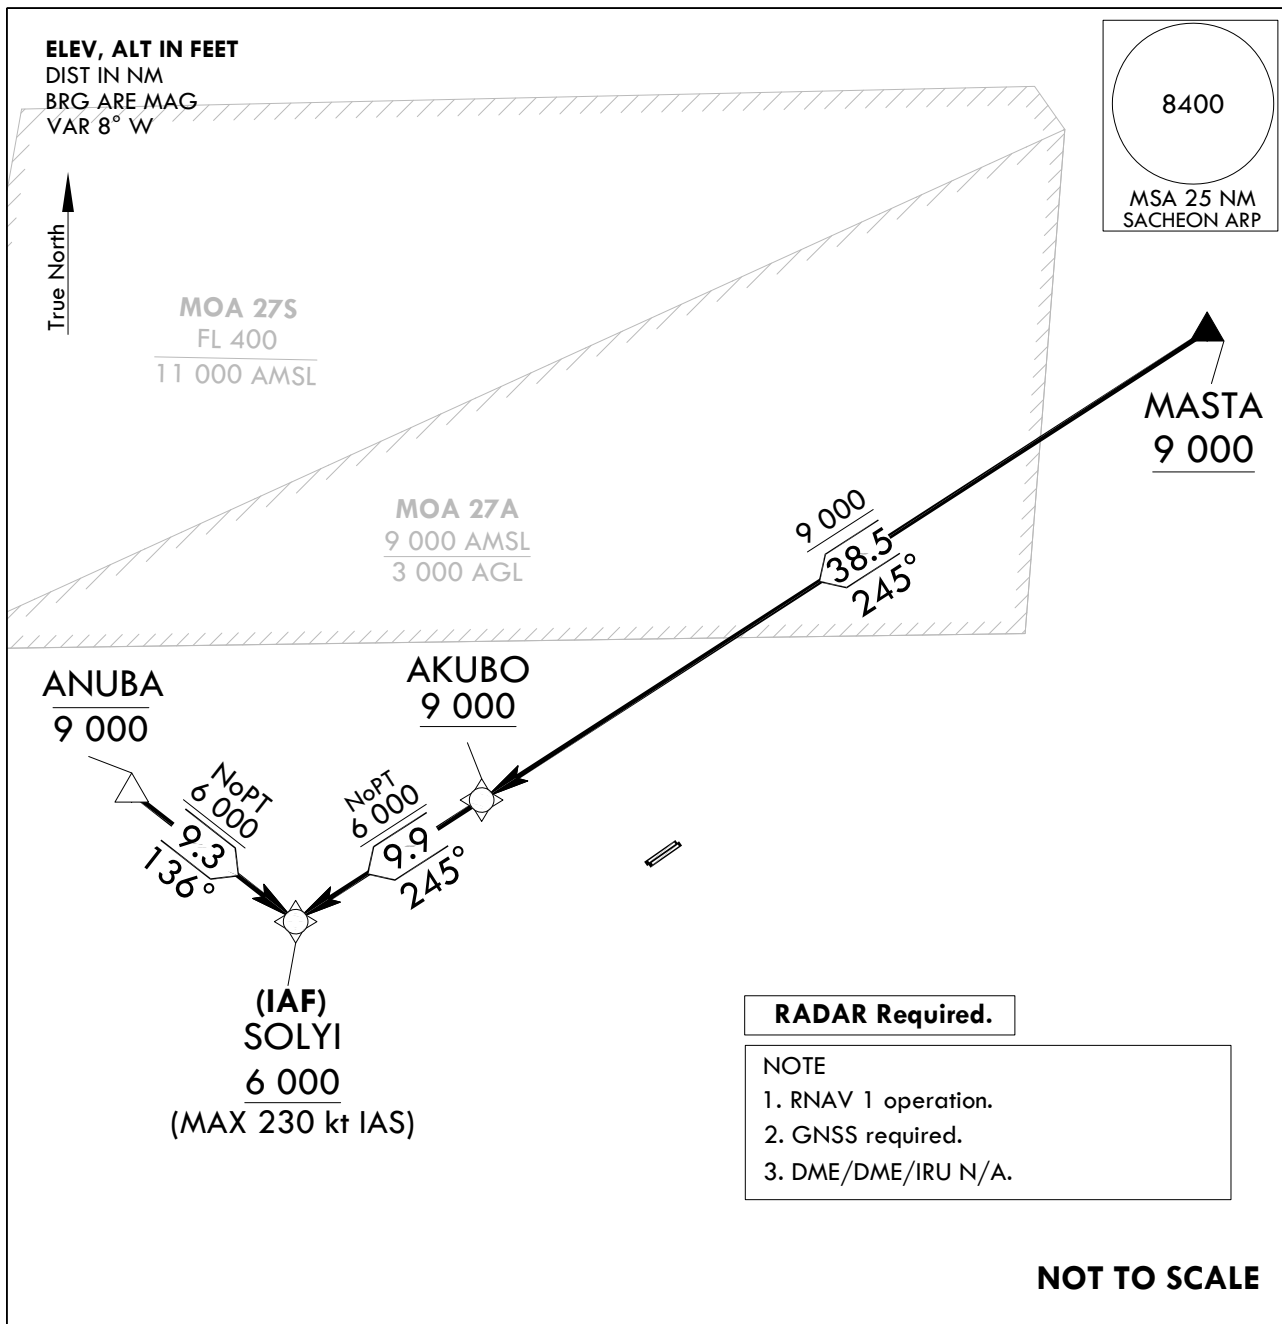 ELEV, ALT IN FEET
DIST IN NM
BRG ARE MAG
VAR 8° W
True North
8400
MSA 25 NM
SACHEON ARP
MOA 27S
FL 400
11 000 AMSL
MASTA
9 000
MOA 27A
9 000 AMSL
3 000 AGL
9 000
38.5
245°
ANUBA
9 000
AKUBO
9 000
NoPT
6 000
9.3
136°
NoPT
6 000
9.9
245°
(IAF)
SOLYI
6 000
(MAX 230 kt IAS)
RADAR Required.
NOTE
1. RNAV 1 operation.
2. GNSS required.
3. DME/DME/IRU N/A.
NOT TO SCALE